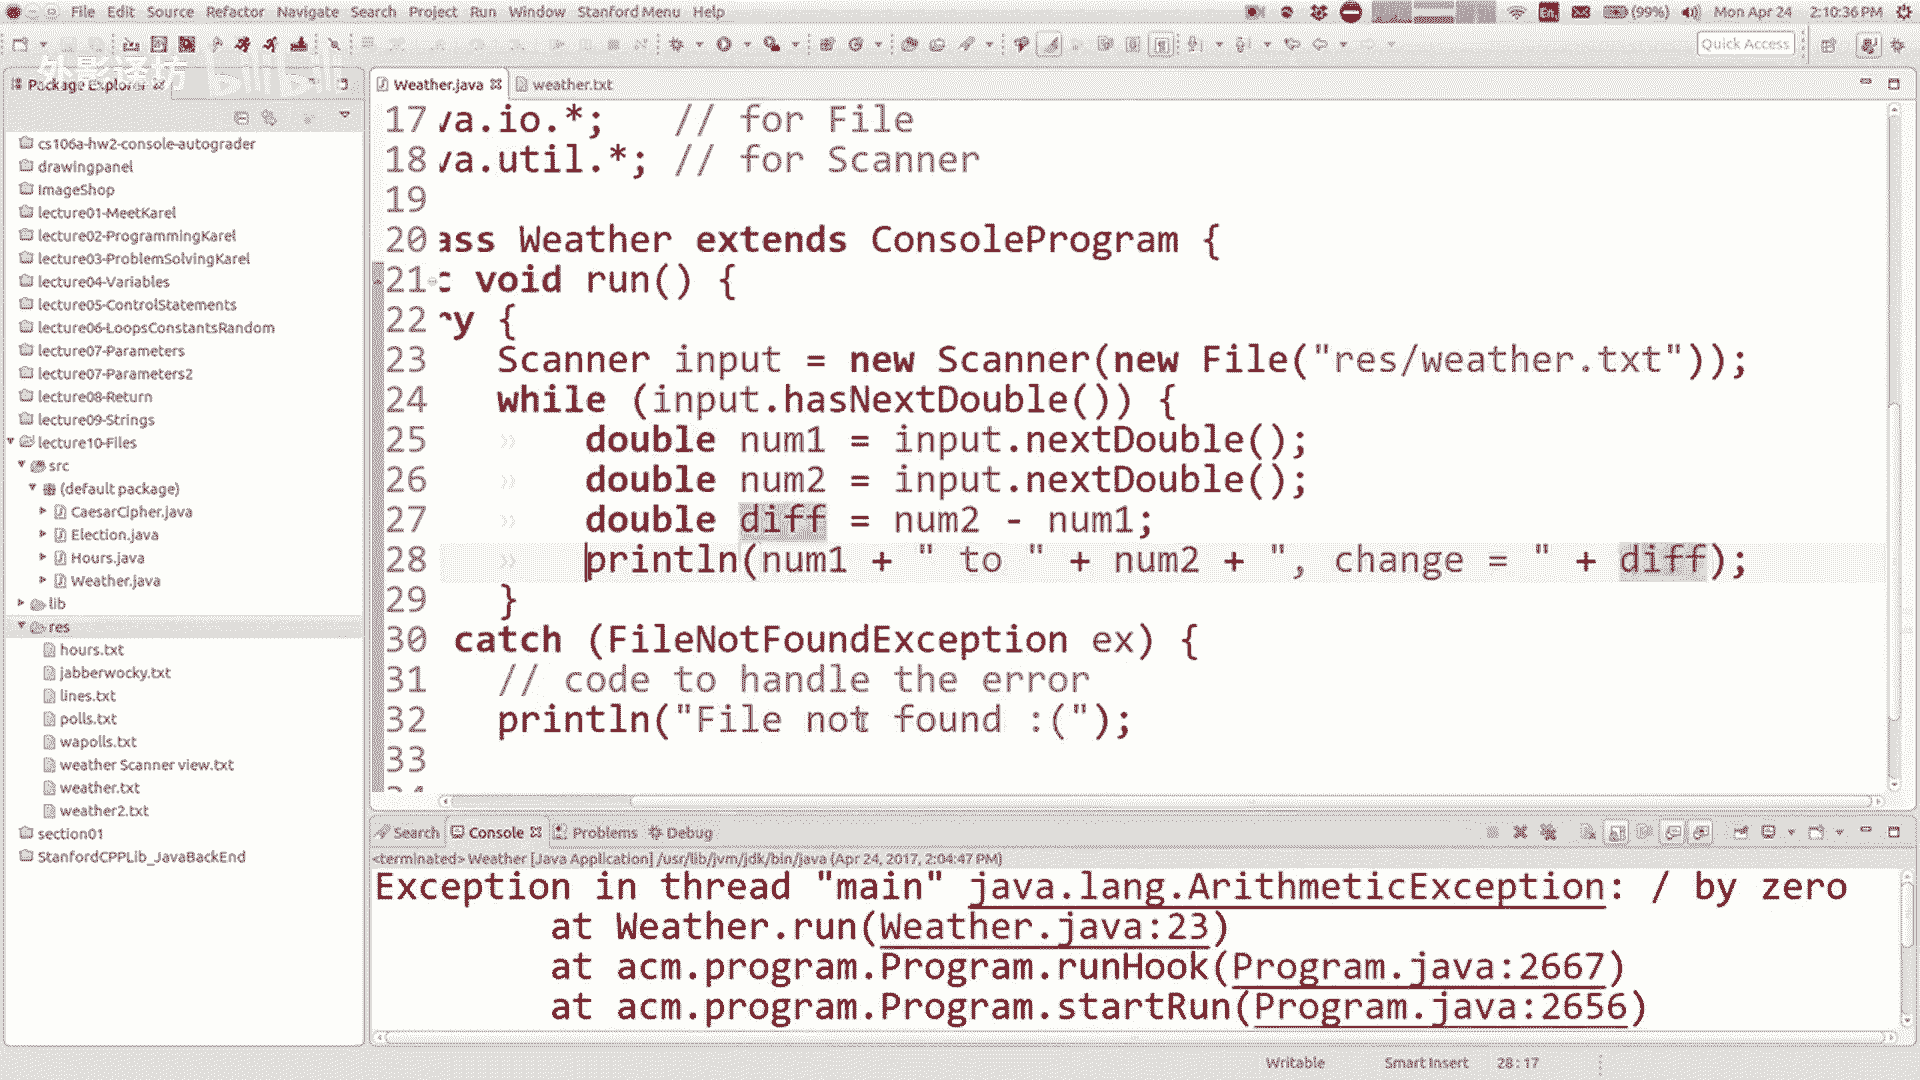 File Edit Source Refactor Navigate Search Project Run Window Stanford Menu Help
En (99%) Mon Apr 24 2:10:36 PM
Quick Access
Package Explorer
bilibili
cs106a-hw2-console-autograder
drawingpanel
ImageShop
lecture01-MeetKarel
lecture02-ProgrammingKarel
lecture03-ProblemSolvingKarel
lecture04-Variables
lecture05-ControlStatements
lecture06-LoopsConstantsRandom
lecture07-Parameters
lecture07-Parameters2
lecture08-Return
lecture09-Strings
lecture10-Files
src
(default package)
CaesarCipher.java
Election.java
Hours.java
Weather.java
lib
res
hours.txt
jabberwocky.txt
lines.txt
polls.txt
wapolls.txt
weather Scanner view.txt
weather.txt
weather2.txt
section01
StanfordCPPLib_JavaBackEnd
Weather.java weather.txt
17 va.io.*; // for File
18 va.util.*; // for Scanner
19
20 ass Weather extends ConsoleProgram {
21 c void run() {
22 ry {
23 Scanner input = new Scanner(new File("res/weather.txt"));
24 while (input.hasNextDouble()) {
25 double num1 = input.nextDouble();
26 double num2 = input.nextDouble();
27 double diff = num2 - num1;
28 println(num1 + " to " + num2 + ", change = " + diff);
29 }
30 catch (FileNotFoundException ex) {
31 // code to handle the error
32 println("File not found :(");
33
Search Console Problems Debug
<terminated> Weather [Java Application] /usr/lib/jvm/jdk/bin/java (Apr 24, 2017, 2:04:47 PM)
Exception in thread "main" java.lang.ArithmeticException: / by zero
at Weather.run(Weather.java:23)
at acm.program.Program.runHook(Program.java:2667)
at acm.program.Program.startRun(Program.java:2656)
Writable Smart Insert 28:17